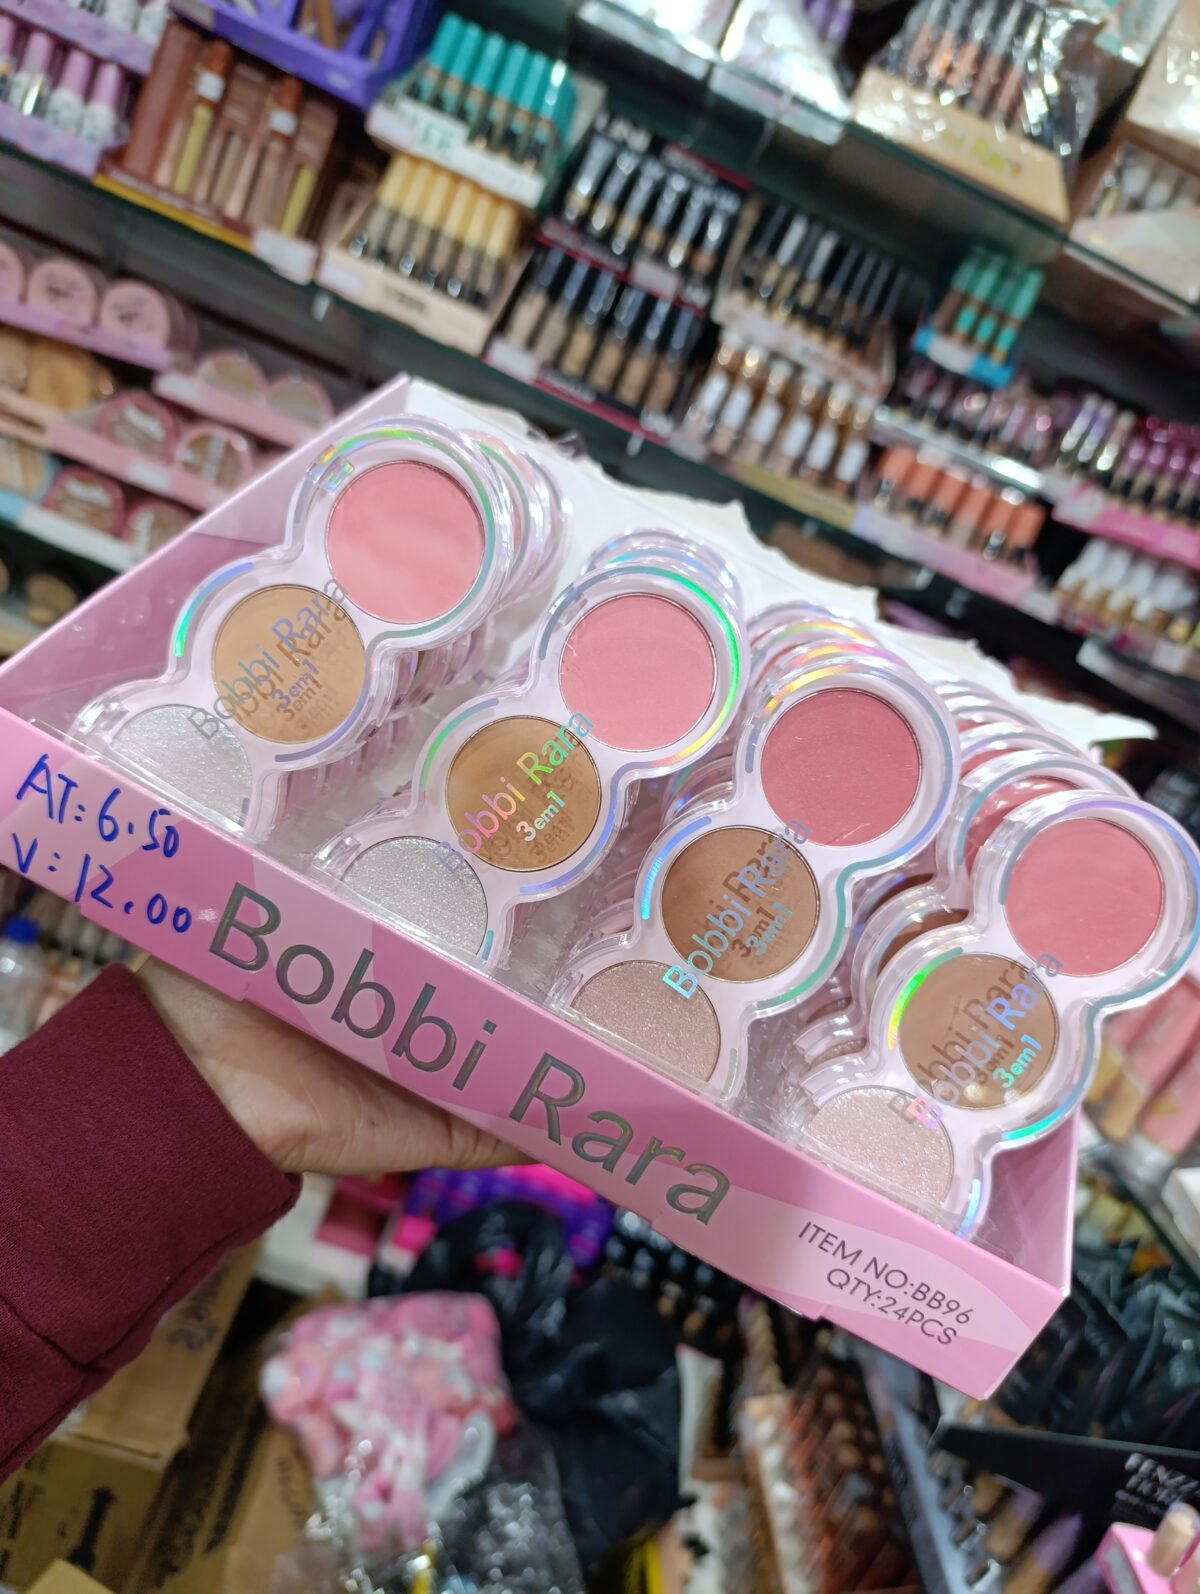 Bobbi Rara
3em1
Bobbi Rara
3em1
Bobbi Rara
3em1
Bobbi Rara
3em1
AT: 6.50
V: 12.00
Bobbi Rara
ITEM NO:BB96
QTY:24PCS